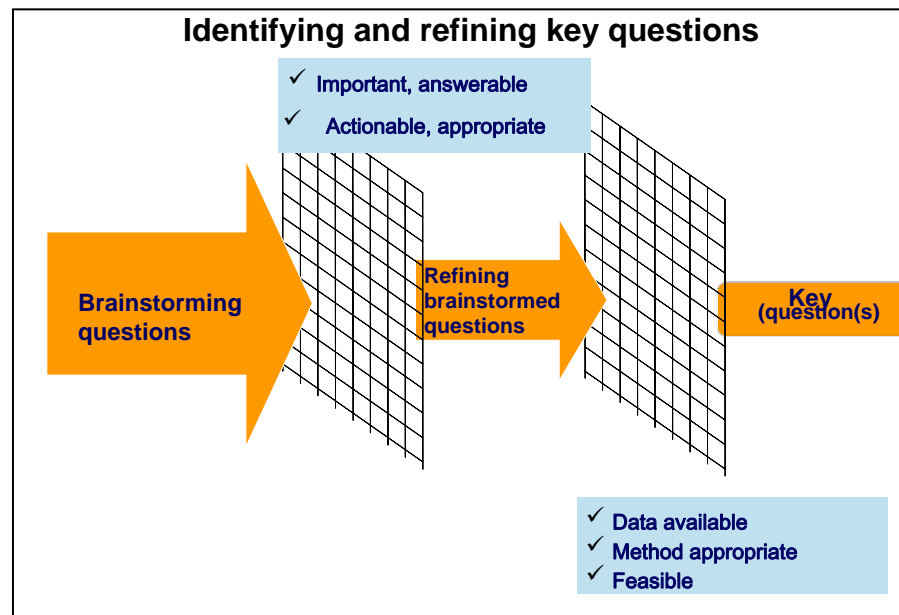 Identifying and refining key questions
✓ Important, answerable
✓ Actionable, appropriate
Brainstorming
questions
Refining
brainstormed
questions
Key
(question(s)
✓ Data available
✓ Method appropriate
✓ Feasible